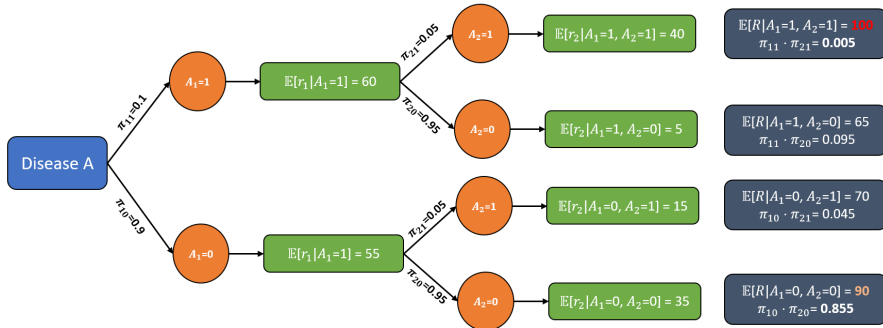 Disease A
π₁₁=0.1
π₁₀=0.9
A₁=1
A₁=0
𝔼[r₁|A₁=1] = 60
𝔼[r₁|A₁=1] = 55
π₂₁=0.05
π₂₀=0.95
π₂₁=0.05
π₂₀=0.95
A₂=1
A₂=0
A₂=1
A₂=0
𝔼[r₂|A₁=1, A₂=1] = 40
𝔼[r₂|A₁=1, A₂=0] = 5
𝔼[r₂|A₁=0, A₂=1] = 15
𝔼[r₂|A₁=0, A₂=0] = 35
𝔼[R|A₁=1, A₂=1] = 100
π₁₁ · π₂₁ = 0.005
𝔼[R|A₁=1, A₂=0] = 65
π₁₁ · π₂₀ = 0.095
𝔼[R|A₁=0, A₂=1] = 70
π₁₀ · π₂₁ = 0.045
𝔼[R|A₁=0, A₂=0] = 90
π₁₀ · π₂₀ = 0.855